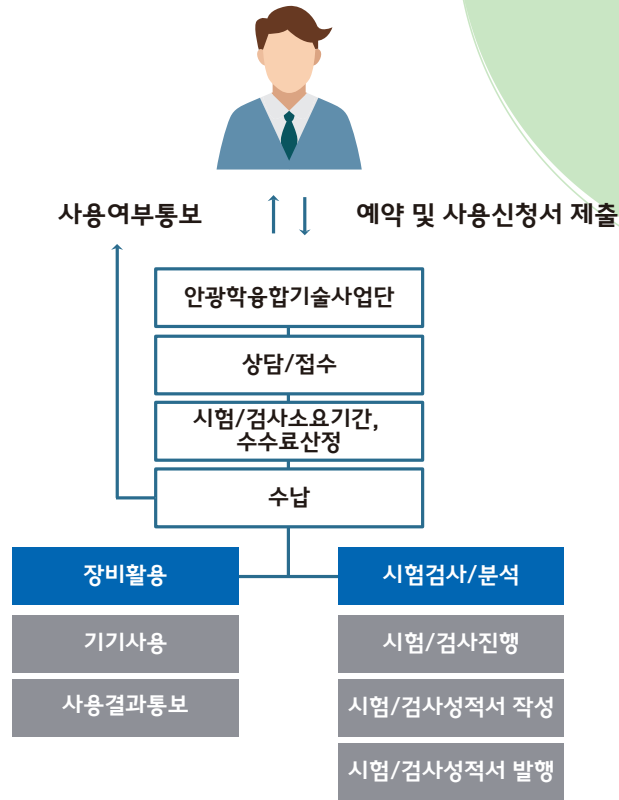 사용여부통보
예약 및 사용신청서 제출
안광학융합기술사업단
상담/접수
시험/검사소요기간,
수수료산정
수납
장비활용
시험검사/분석
기기사용
시험/검사진행
사용결과통보
시험/검사성적서 작성
시험/검사성적서 발행